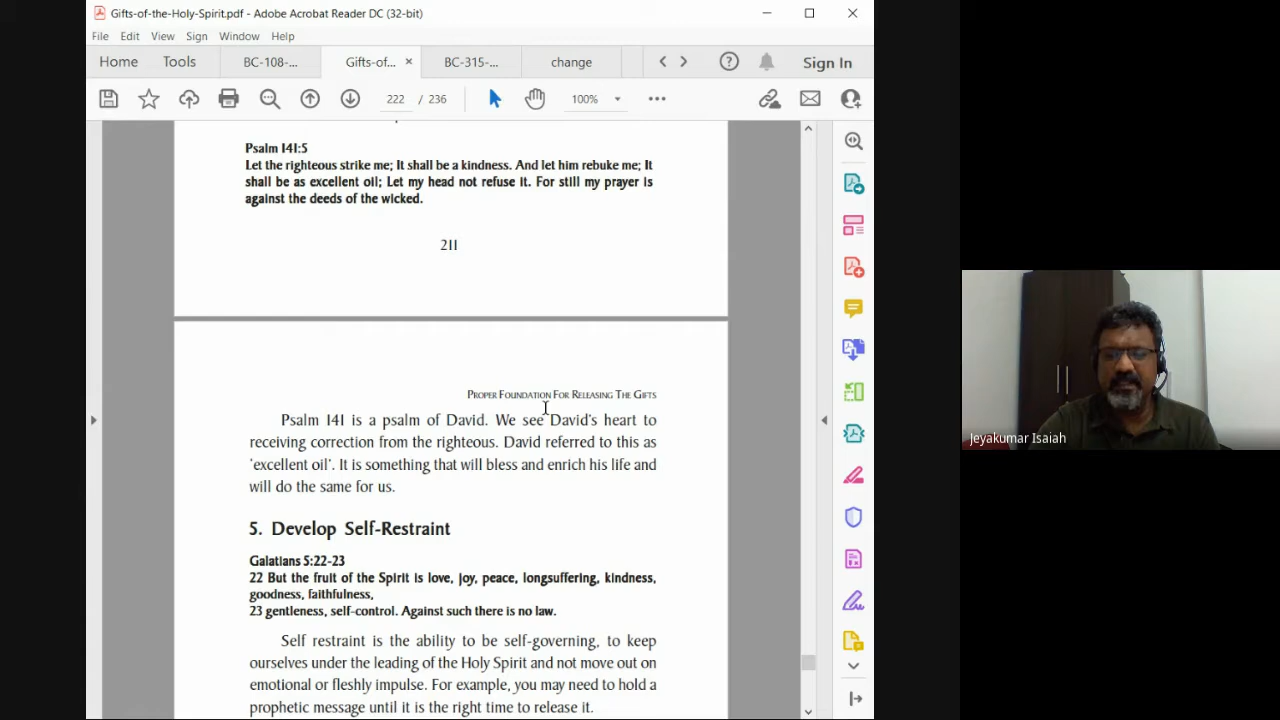 Gifts-of-the-Holy-Spirit.pdf - Adobe Acrobat Reader DC (32-bit)
File Edit View Sign Window Help
Home Tools BC-108-... Gifts-of... BC-315-... change Sign In
222 / 236 100%
Psalm 141:5
Let the righteous strike me; It shall be a kindness. And let him rebuke me; It
shall be as excellent oil; Let my head not refuse it. For still my prayer is
against the deeds of the wicked.
211
PROPER FOUNDATION FOR RELEASING THE GIFTS
Psalm 141 is a psalm of David. We see David's heart to
receiving correction from the righteous. David referred to this as
'excellent oil'. It is something that will bless and enrich his life and
will do the same for us.
5. Develop Self-Restraint
Galatians 5:22-23
22 But the fruit of the Spirit is love, joy, peace, longsuffering, kindness,
goodness, faithfulness,
23 gentleness, self-control. Against such there is no law.
Self restraint is the ability to be self-governing, to keep
ourselves under the leading of the Holy Spirit and not move out on
emotional or fleshly impulse. For example, you may need to hold a
prophetic message until it is the right time to release it.
Jeyakumar Isaiah